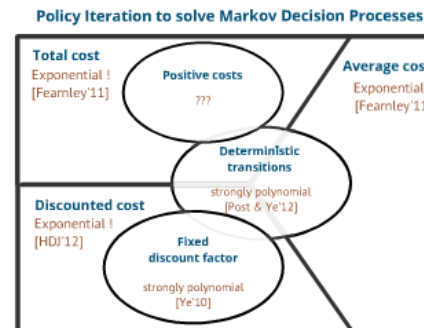 Policy Iteration to solve Markov Decision Processes
Total cost
Exponential !
[Fearnley'11]
Positive costs
???
Average cos
Exponential
[Fearnley'11
Deterministic
transitions
strongly polynomial
[Post & Ye'12]
Discounted cost
Exponential !
[HDJ'12]
Fixed
discount factor
strongly polynomial
[Ye'10]